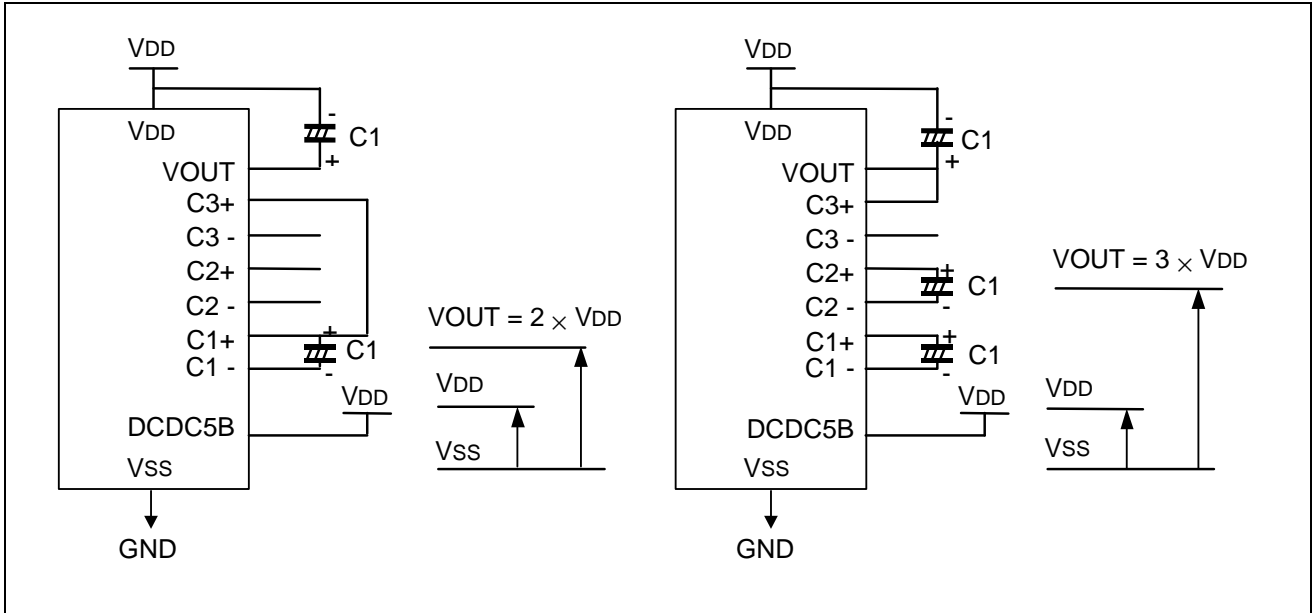 VDD
VDD
-
C1
+
VOUT
C3+
C3 -
C2+
C2 -
C1+
C1 -
+
C1
-
VDD
DCDC5B
VSS
GND
VOUT = 2 × VDD
VDD
VSS
VDD
VDD
-
C1
+
VOUT
C3+
C3 -
C2+
C2 -
+
C1
-
C1+
C1 -
+
C1
-
VDD
DCDC5B
VSS
GND
VOUT = 3 × VDD
VDD
VSS